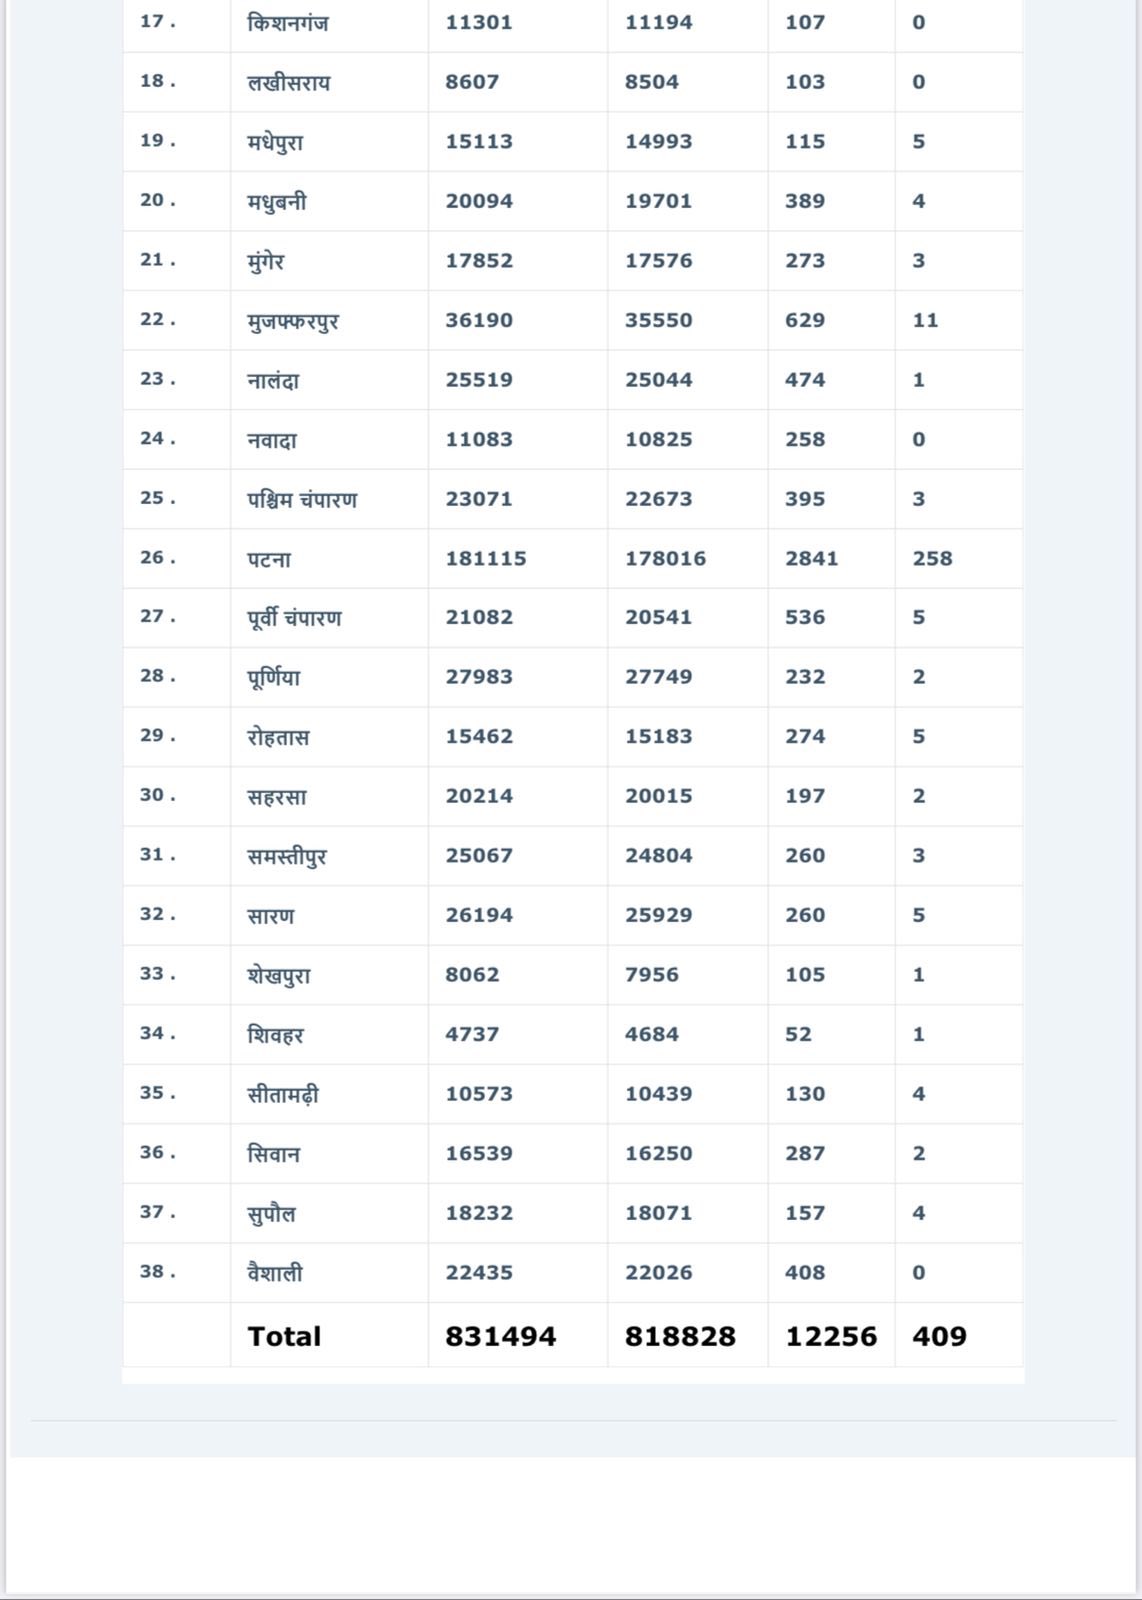 17 . किशनगंज 11301 11194 107 0
18 . लखीसराय 8607 8504 103 0
19 . मधेपुरा 15113 14993 115 5
20 . मधुबनी 20094 19701 389 4
21 . मुंगेर 17852 17576 273 3
22 . मुजफ्फरपुर 36190 35550 629 11
23 . नालंदा 25519 25044 474 1
24 . नवादा 11083 10825 258 0
25 . पश्चिम चंपारण 23071 22673 395 3
26 . पटना 181115 178016 2841 258
27 . पूर्वी चंपारण 21082 20541 536 5
28 . पूर्णिया 27983 27749 232 2
29 . रोहतास 15462 15183 274 5
30 . सहरसा 20214 20015 197 2
31 . समस्तीपुर 25067 24804 260 3
32 . सारण 26194 25929 260 5
33 . शेखपुरा 8062 7956 105 1
34 . शिवहर 4737 4684 52 1
35 . सीतामढ़ी 10573 10439 130 4
36 . सिवान 16539 16250 287 2
37 . सुपौल 18232 18071 157 4
38 . वैशाली 22435 22026 408 0
Total 831494 818828 12256 409